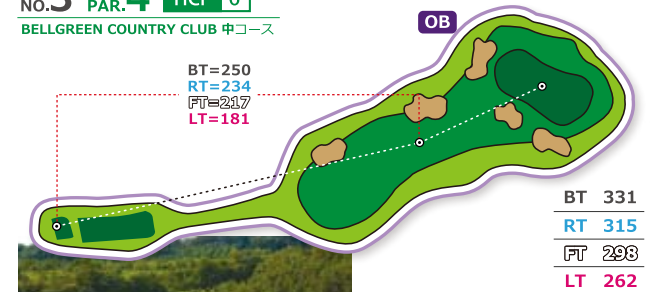 NO.3 PAR.4 HCP 6
BELLGREEN COUNTRY CLUB 中コース
OB
BT=250
RT=234
FT=217
LT=181
BT 331
RT 315
FT 298
LT 262